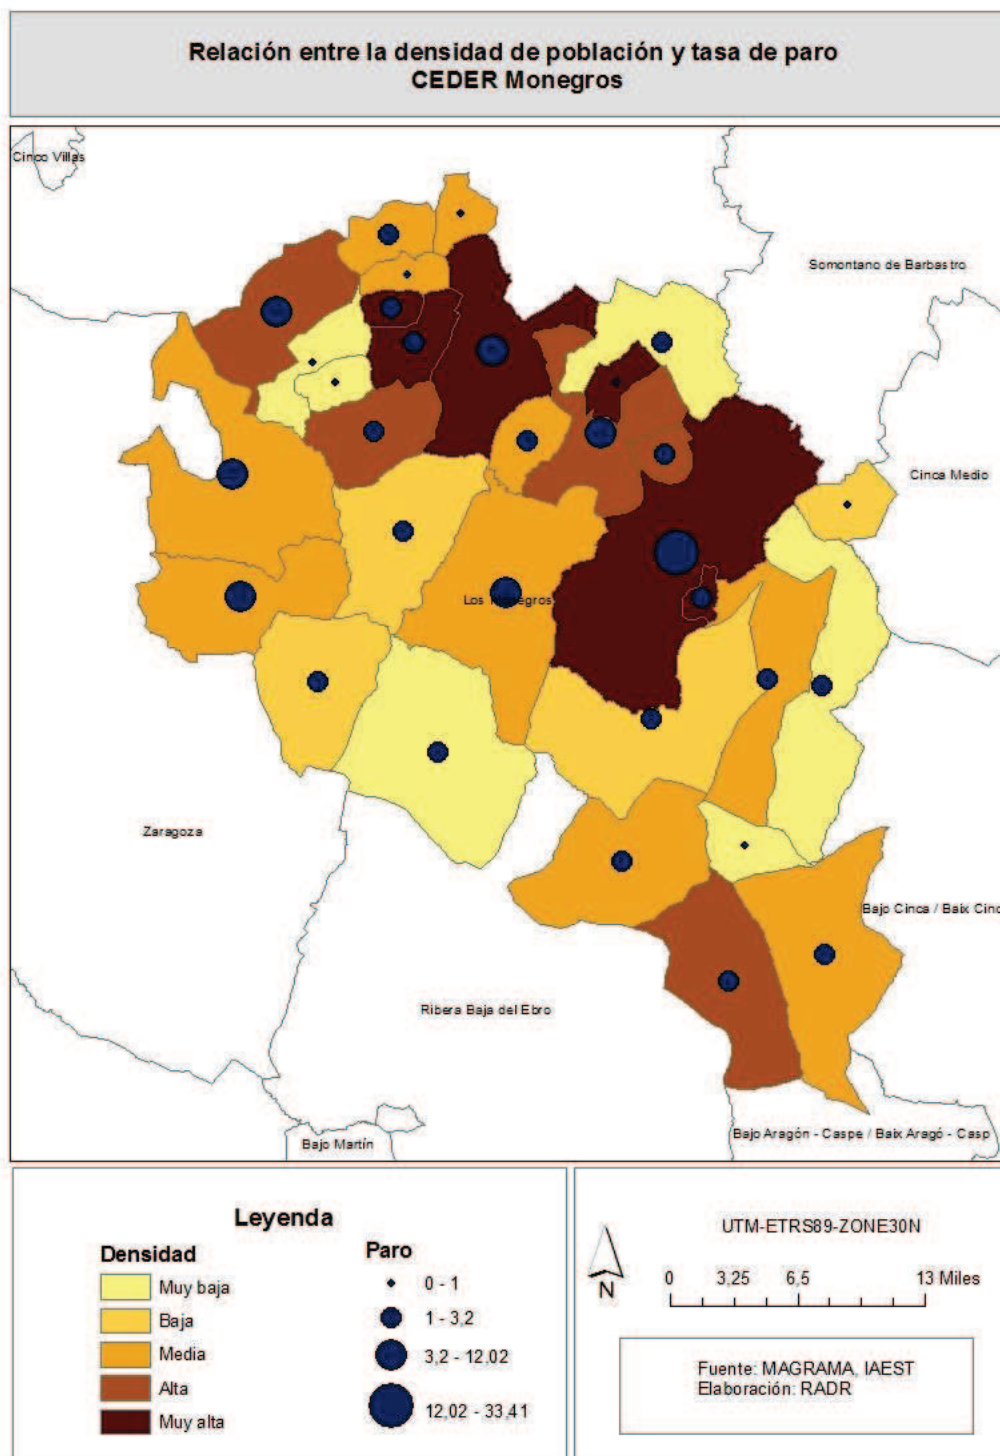 Relación entre la densidad de población y tasa de paro
CEDER Monegros
Cinco Villas
Somontano de Barbastro
Cinca Medio
Los Monegros
Zaragoza
Bajo Cinca / Baix Cinc
Ribera Baja del Ebro
Bajo Martín
Bajo Aragón - Caspe / Baix Aragó - Casp
Leyenda
Densidad
Muy baja
Baja
Media
Alta
Muy alta
Paro
0 - 1
1 - 3,2
3,2 - 12,02
12,02 - 33,41
N
UTM-ETRS89-ZONE30N
0 3,25 6,5 13 Miles
Fuente: MAGRAMA, IAEST
Elaboración: RADR